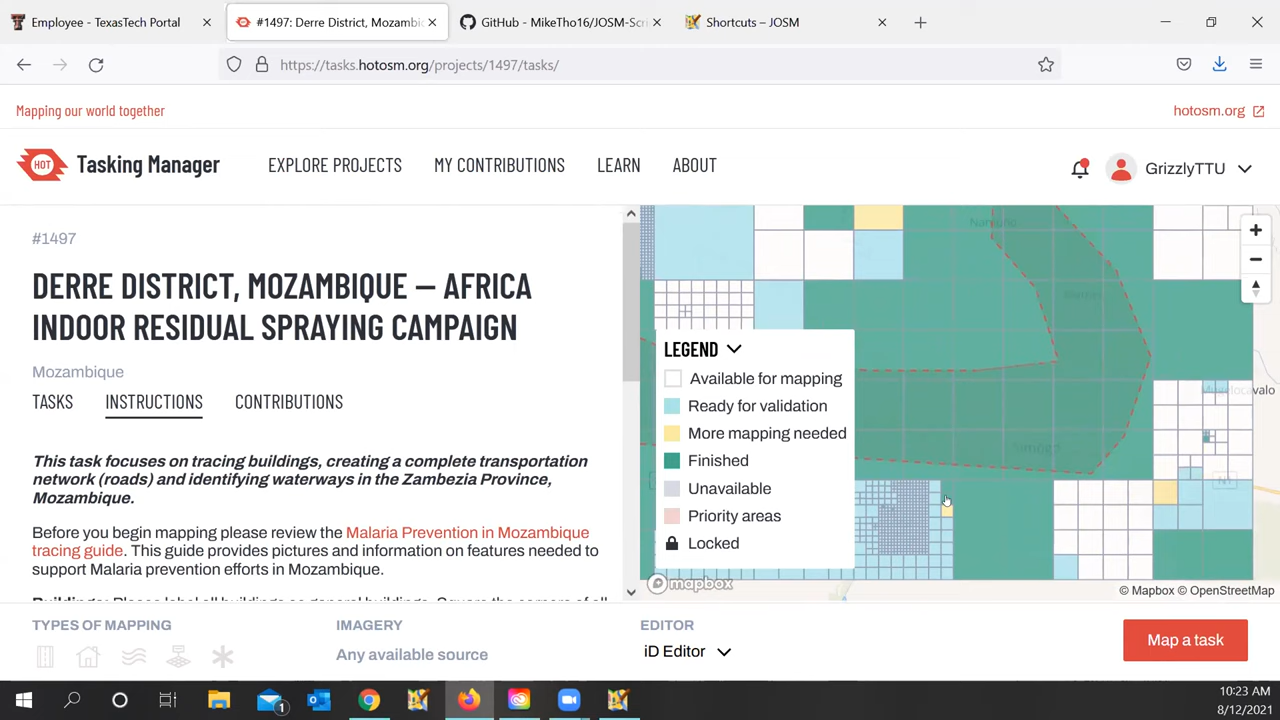 Employee - TexasTech Portal
#1497: Derre District, Mozambi
GitHub - MikeTho16/JOSM-Scri
Shortcuts – JOSM
https://tasks.hotosm.org/projects/1497/tasks/
Mapping our world together
hotosm.org
HOT
Tasking Manager
EXPLORE PROJECTS
MY CONTRIBUTIONS
LEARN
ABOUT
GrizzlyTTU
#1497
DERRE DISTRICT, MOZAMBIQUE — AFRICA
INDOOR RESIDUAL SPRAYING CAMPAIGN
Mozambique
TASKS
INSTRUCTIONS
CONTRIBUTIONS
This task focuses on tracing buildings, creating a complete transportation
network (roads) and identifying waterways in the Zambezia Province,
Mozambique.
Before you begin mapping please review the Malaria Prevention in Mozambique
tracing guide. This guide provides pictures and information on features needed to
support Malaria prevention efforts in Mozambique.
LEGEND
Available for mapping
Ready for validation
More mapping needed
Finished
Unavailable
Priority areas
Locked
mapbox
© Mapbox © OpenStreetMap
TYPES OF MAPPING
IMAGERY
Any available source
EDITOR
iD Editor
Map a task
1
10:23 AM
8/12/2021